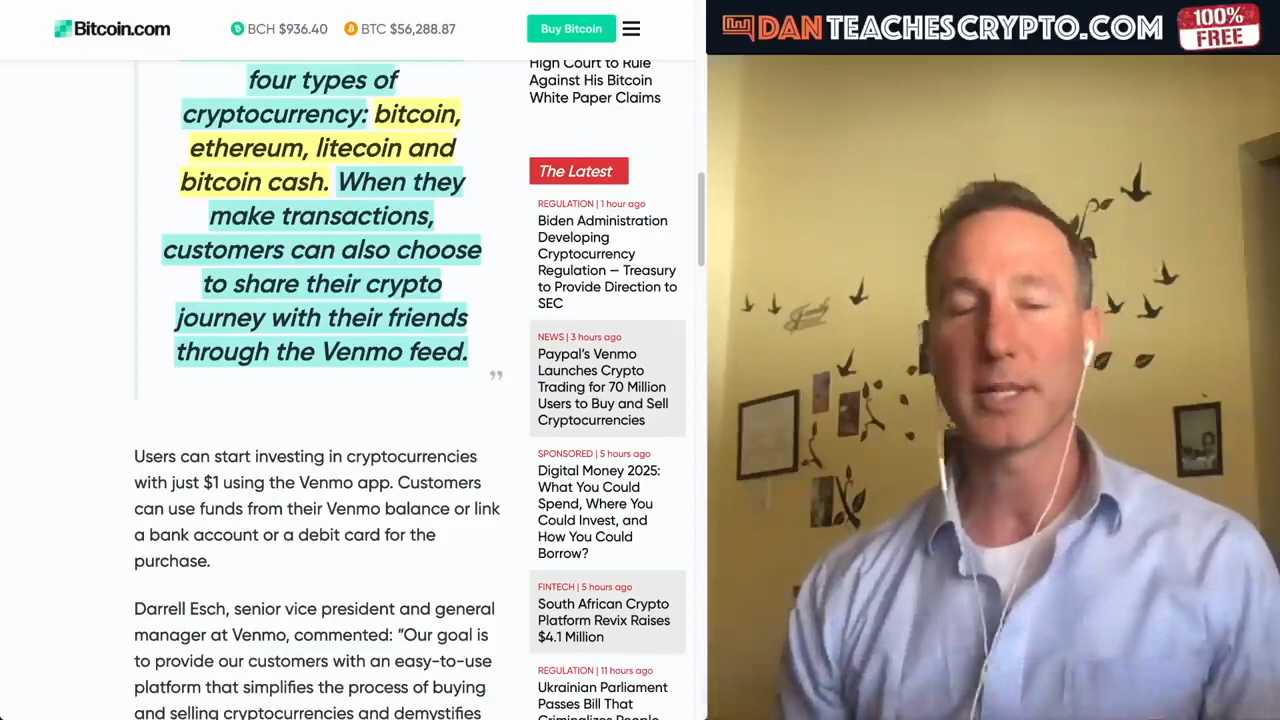 Bitcoin.com
BCH $936.40
BTC $56,288.87
Buy Bitcoin
four types of
cryptocurrency: bitcoin,
ethereum, litecoin and
bitcoin cash. When they
make transactions,
customers can also choose
to share their crypto
journey with their friends
through the Venmo feed.
”
Users can start investing in cryptocurrencies
with just $1 using the Venmo app. Customers
can use funds from their Venmo balance or link
a bank account or a debit card for the
purchase.
Darrell Esch, senior vice president and general
manager at Venmo, commented: “Our goal is
to provide our customers with an easy-to-use
platform that simplifies the process of buying
and selling cryptocurrencies and demystifies
High Court to Rule
Against His Bitcoin
White Paper Claims
The Latest
REGULATION | 1 hour ago
Biden Administration
Developing
Cryptocurrency
Regulation – Treasury
to Provide Direction to
SEC
NEWS | 3 hours ago
Paypal’s Venmo
Launches Crypto
Trading for 70 Million
Users to Buy and Sell
Cryptocurrencies
SPONSORED | 5 hours ago
Digital Money 2025:
What You Could
Spend, Where You
Could Invest, and
How You Could
Borrow?
FINTECH | 5 hours ago
South African Crypto
Platform Revix Raises
$4.1 Million
REGULATION | 11 hours ago
Ukrainian Parliament
Passes Bill That
Criminalizes People
DANTEACHESCRYPTO.COM
100%
FREE